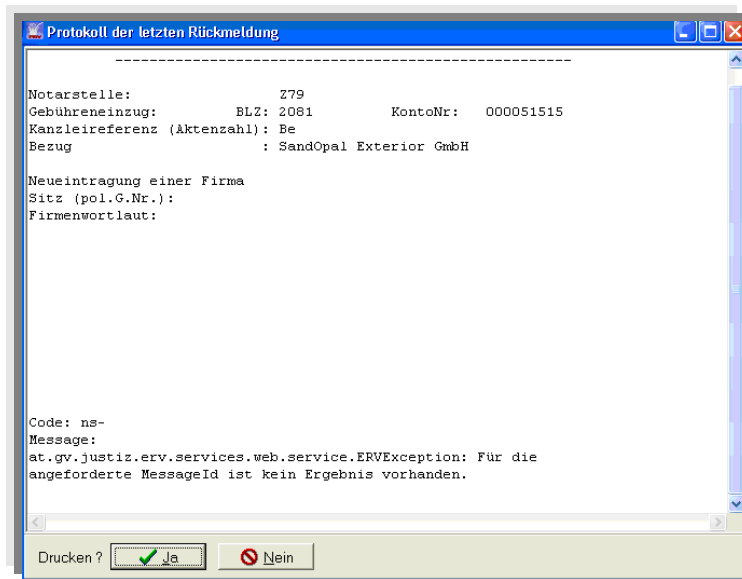 Protokoll der letzten Rückmeldung
-----------------------------------------------------
Notarstelle: Z79
Gebühreneinzug: BLZ: 2081 KontoNr: 000051515
Kanzleireferenz (Aktenzahl): Be
Bezug : SandOpal Exterior GmbH
Neueintragung einer Firma
Sitz (pol.G.Nr.):
Firmenwortlaut:
Code: ns-
Message:
at.gv.justiz.erv.services.web.service.ERVException: Für die
angeforderte MessageId ist kein Ergebnis vorhanden.
Drucken ? Ja Nein